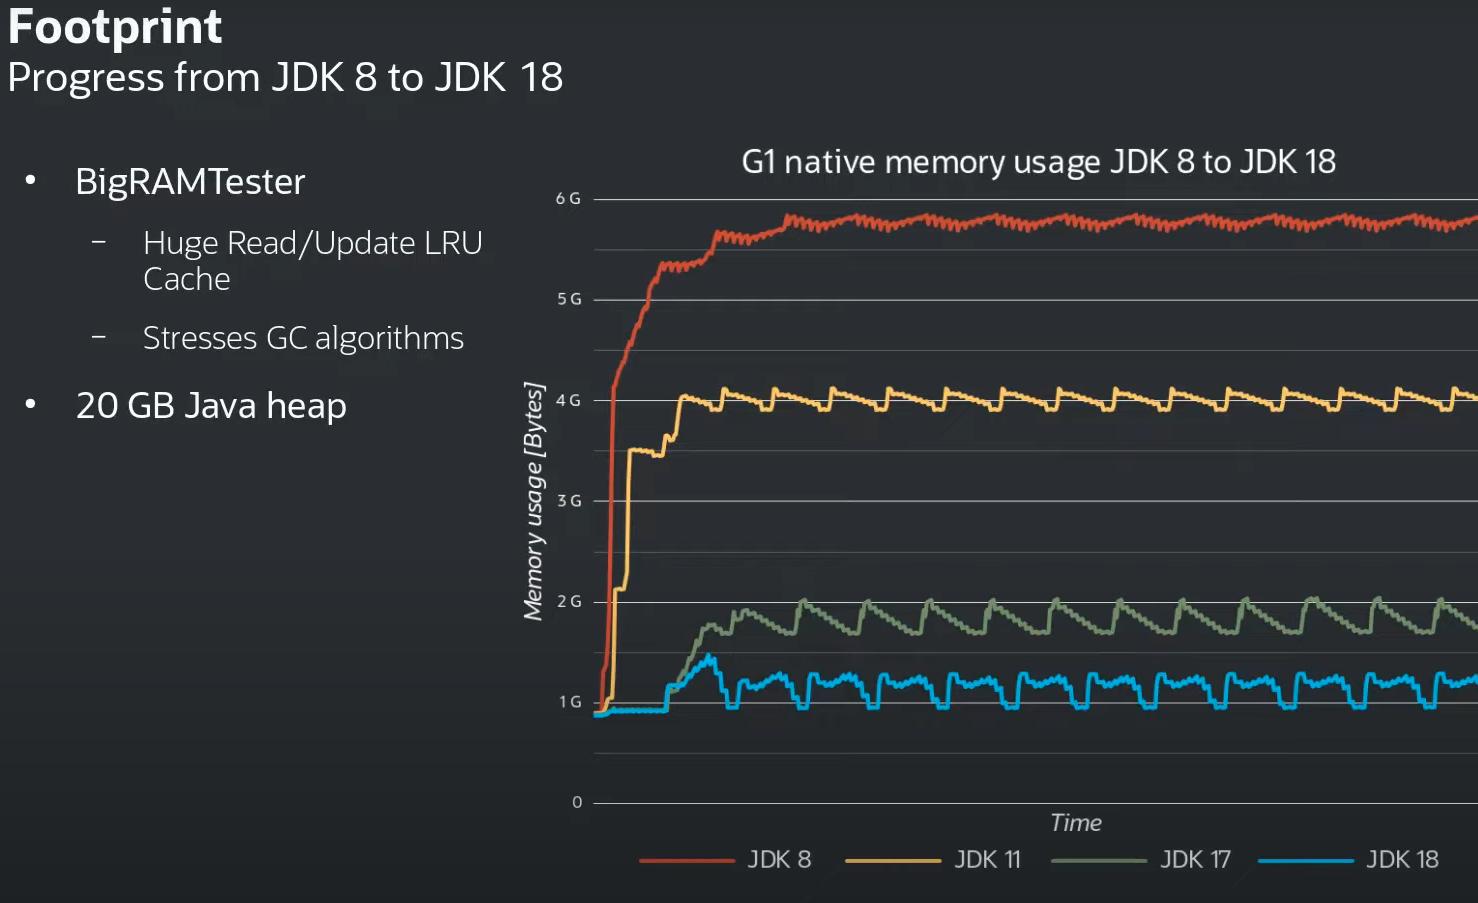 Footprint
Progress from JDK 8 to JDK 18
• BigRAMTester
– Huge Read/Update LRU
Cache
– Stresses GC algorithms
• 20 GB Java heap
G1 native memory usage JDK 8 to JDK 18
Memory usage [Bytes]
6 G
5 G
4 G
3 G
2 G
1 G
0
Time
JDK 8
JDK 11
JDK 17
JDK 18